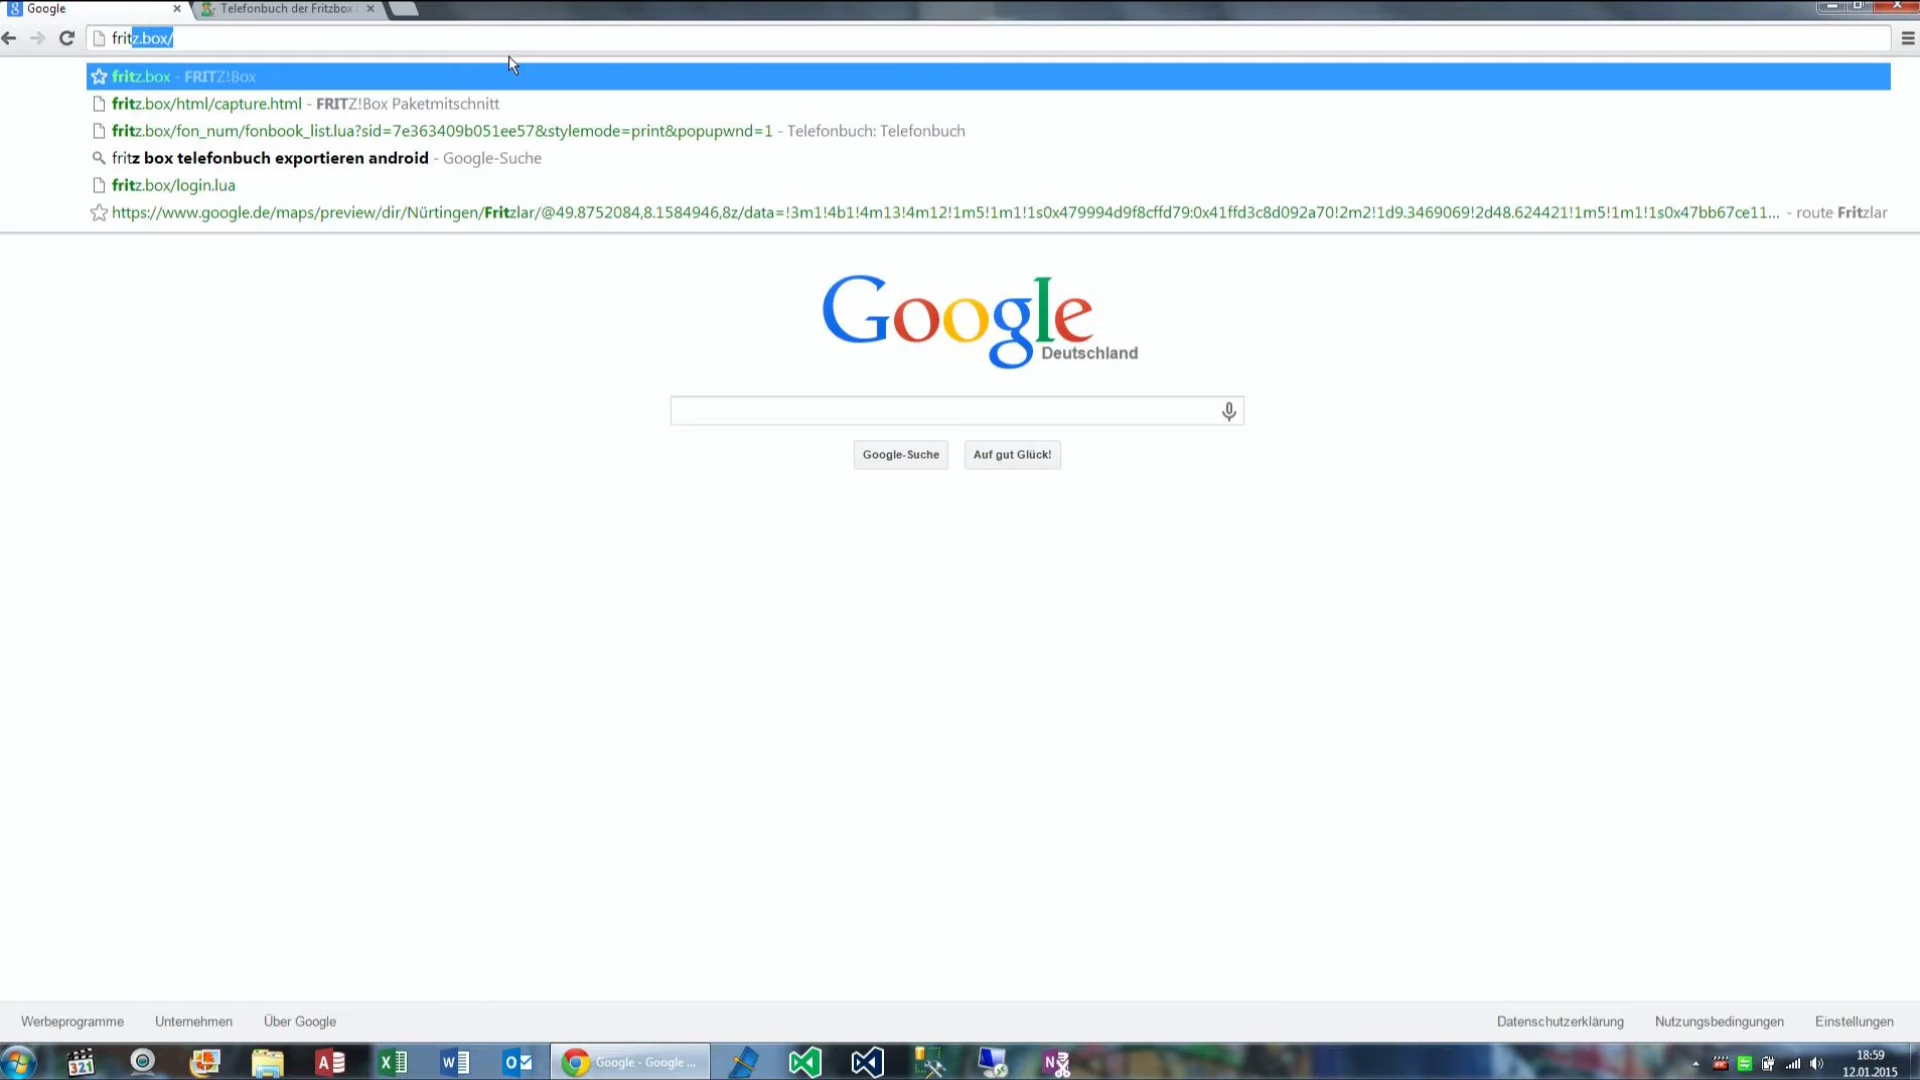 Google
Telefonbuch der Fritzbox
fritz.box/
fritz.box - FRITZ!Box
fritz.box/html/capture.html - FRITZ!Box Paketmitschnitt
fritz.box/fon_num/fonbook_list.lua?sid=7e363409b051ee57&stylemode=print&popupwnd=1 - Telefonbuch: Telefonbuch
fritz box telefonbuch exportieren android - Google-Suche
fritz.box/login.lua
https://www.google.de/maps/preview/dir/Nürtingen/Fritzlar/@49.8752084,8.1584946,8z/data=!3m1!4b1!4m13!4m12!1m5!1m1!1s0x479994d9f8cffd79:0x41ffd3c8d092a70!2m2!1d9.3469069!2d48.624421!1m5!1m1!1s0x47bb67ce11... - route Fritzlar
Google
Deutschland
Google-Suche
Auf gut Glück!
Werbeprogramme
Unternehmen
Über Google
Datenschutzerklärung
Nutzungsbedingungen
Einstellungen
321
Google - Google ...
18:59
12.01.2015